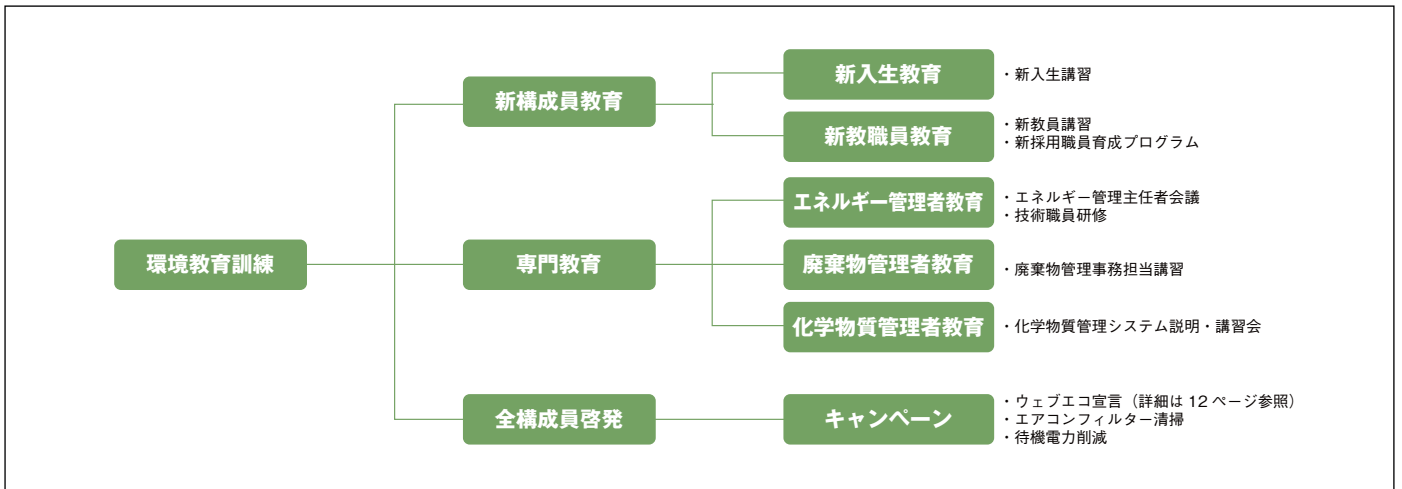 環境教育訓練
新構成員教育
新入生教育
・新入生講習
新教職員教育
・新教員講習
・新採用職員育成プログラム
専門教育
エネルギー管理者教育
・エネルギー管理主任者会議
・技術職員研修
廃棄物管理者教育
・廃棄物管理事務担当講習
化学物質管理者教育
・化学物質管理システム説明・講習会
全構成員啓発
キャンペーン
・ウェブエコ宣言（詳細は 12 ページ参照）
・エアコンフィルター清掃
・待機電力削減